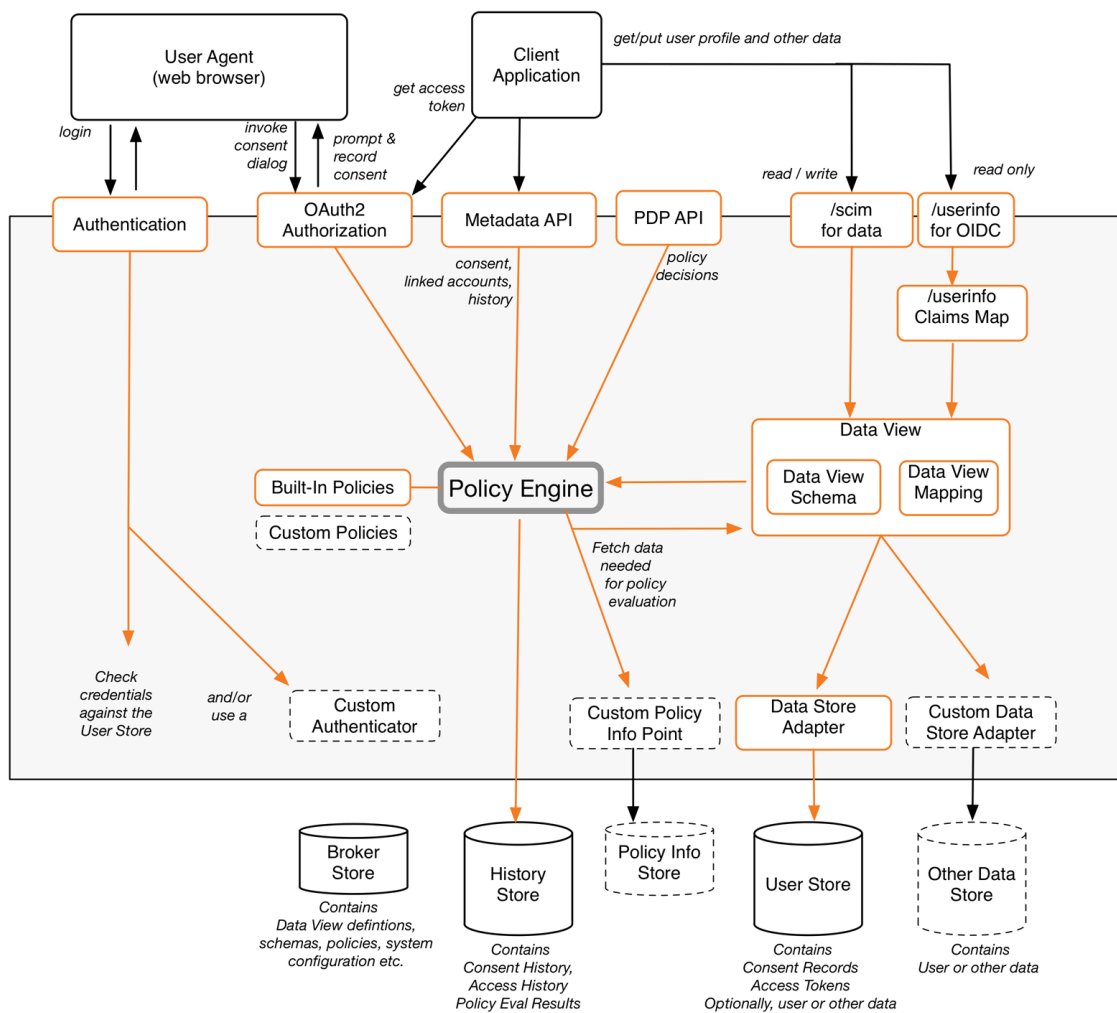 User Agent
(web browser)
Client
Application
get/put user profile and other data
get access
token
login
invoke
consent
dialog
prompt &
record
consent
read / write
read only
Authentication
OAuth2
Authorization
Metadata API
PDP API
/scim
for data
/userinfo
for OIDC
consent,
linked accounts,
history
policy
decisions
/userinfo
Claims Map
Data View
Data View
Schema
Data View
Mapping
Built-In Policies
Policy Engine
Custom Policies
Fetch data
needed
for policy
evaluation
Check
credentials
against the
User Store
and/or
use a
Custom
Authenticator
Custom Policy
Info Point
Data Store
Adapter
Custom Data
Store Adapter
Broker
Store
History
Store
Policy Info
Store
User Store
Other Data
Store
Contains
Data View defintions,
schemas, policies, system
configuration etc.
Contains
Consent History,
Access History
Policy Eval Results
Contains
Consent Records
Access Tokens
Optionally, user or other data
Contains
User or other data